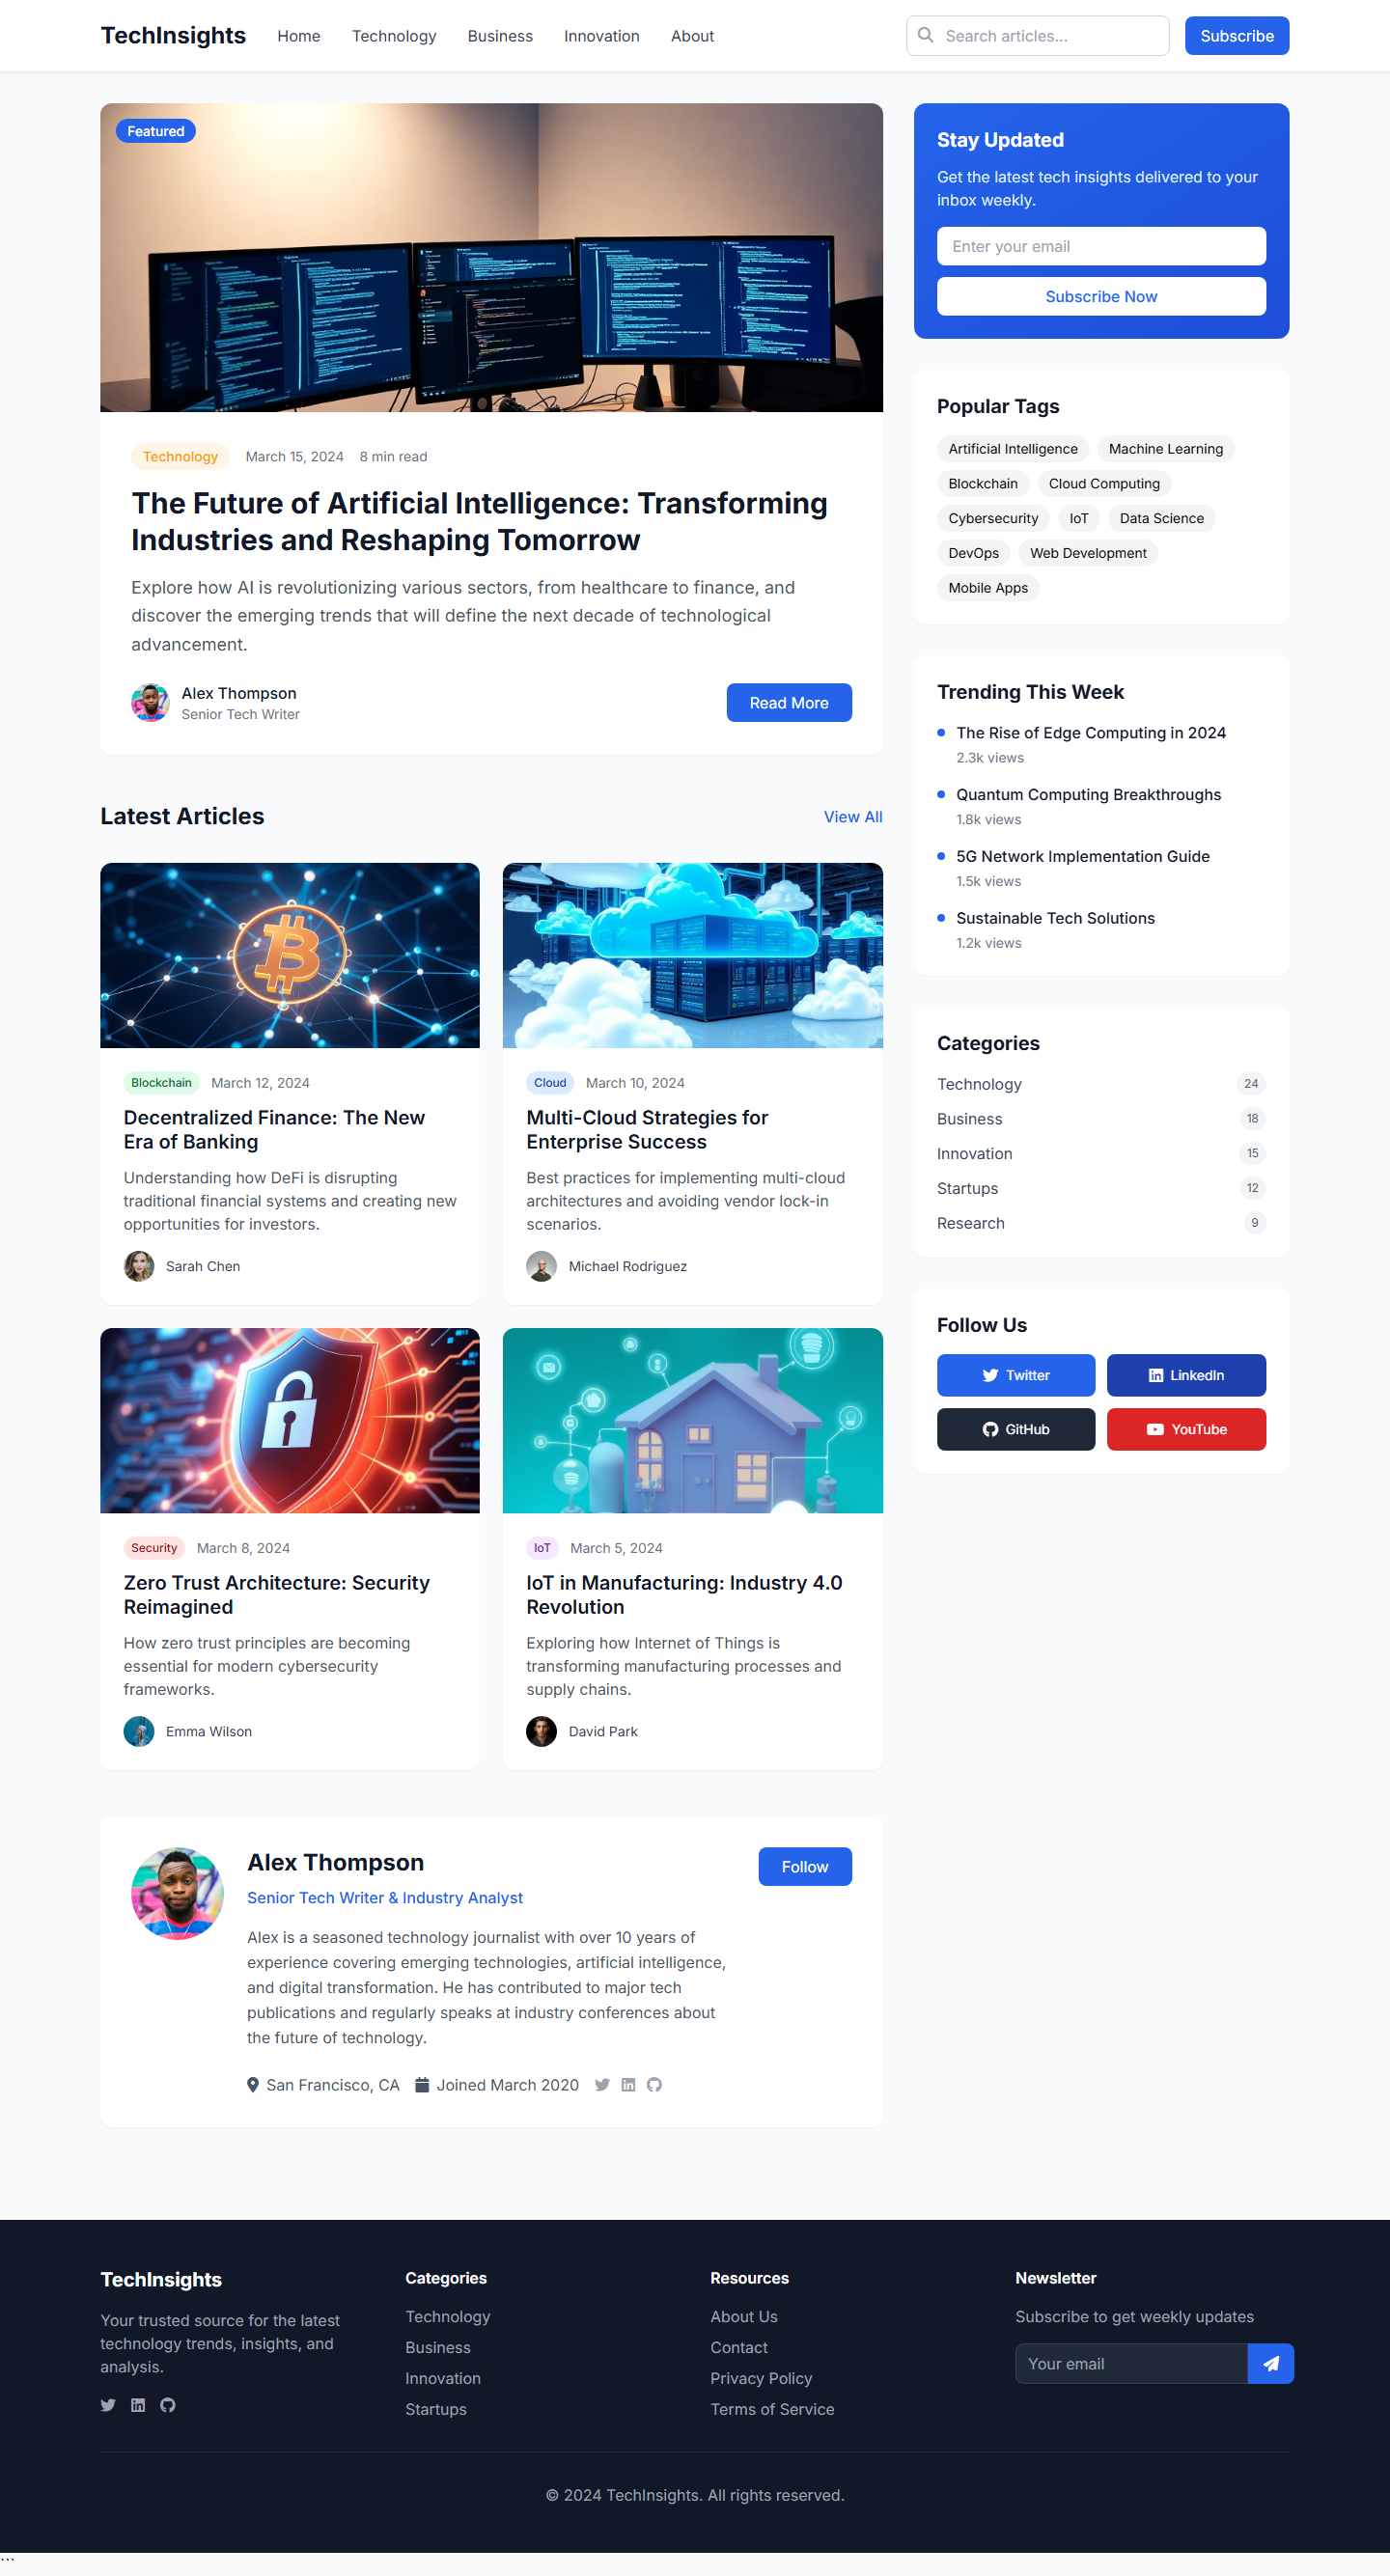 TechInsights
Home
Technology
Business
Innovation
About
Search articles...
Subscribe
Featured
Technology
March 15, 2024
8 min read
The Future of Artificial Intelligence: Transforming
Industries and Reshaping Tomorrow
Explore how AI is revolutionizing various sectors, from healthcare to finance, and
discover the emerging trends that will define the next decade of technological
advancement.
Alex Thompson
Senior Tech Writer
Read More
Latest Articles
View All
Blockchain
March 12, 2024
Decentralized Finance: The New
Era of Banking
Understanding how DeFi is disrupting
traditional financial systems and creating new
opportunities for investors.
Sarah Chen
Cloud
March 10, 2024
Multi-Cloud Strategies for
Enterprise Success
Best practices for implementing multi-cloud
architectures and avoiding vendor lock-in
scenarios.
Michael Rodriguez
Security
March 8, 2024
Zero Trust Architecture: Security
Reimagined
How zero trust principles are becoming
essential for modern cybersecurity
frameworks.
Emma Wilson
IoT
March 5, 2024
IoT in Manufacturing: Industry 4.0
Revolution
Exploring how Internet of Things is
transforming manufacturing processes and
supply chains.
David Park
Alex Thompson
Senior Tech Writer & Industry Analyst
Follow
Alex is a seasoned technology journalist with over 10 years of
experience covering emerging technologies, artificial intelligence,
and digital transformation. He has contributed to major tech
publications and regularly speaks at industry conferences about
the future of technology.
San Francisco, CA
Joined March 2020
Stay Updated
Get the latest tech insights delivered to your
inbox weekly.
Enter your email
Subscribe Now
Popular Tags
Artificial Intelligence
Machine Learning
Blockchain
Cloud Computing
Cybersecurity
IoT
Data Science
DevOps
Web Development
Mobile Apps
Trending This Week
The Rise of Edge Computing in 2024
2.3k views
Quantum Computing Breakthroughs
1.8k views
5G Network Implementation Guide
1.5k views
Sustainable Tech Solutions
1.2k views
Categories
Technology 24
Business 18
Innovation 15
Startups 12
Research 9
Follow Us
Twitter
LinkedIn
GitHub
YouTube
TechInsights
Your trusted source for the latest
technology trends, insights, and
analysis.
Categories
Technology
Business
Innovation
Startups
Resources
About Us
Contact
Privacy Policy
Terms of Service
Newsletter
Subscribe to get weekly updates
Your email
© 2024 TechInsights. All rights reserved.
```